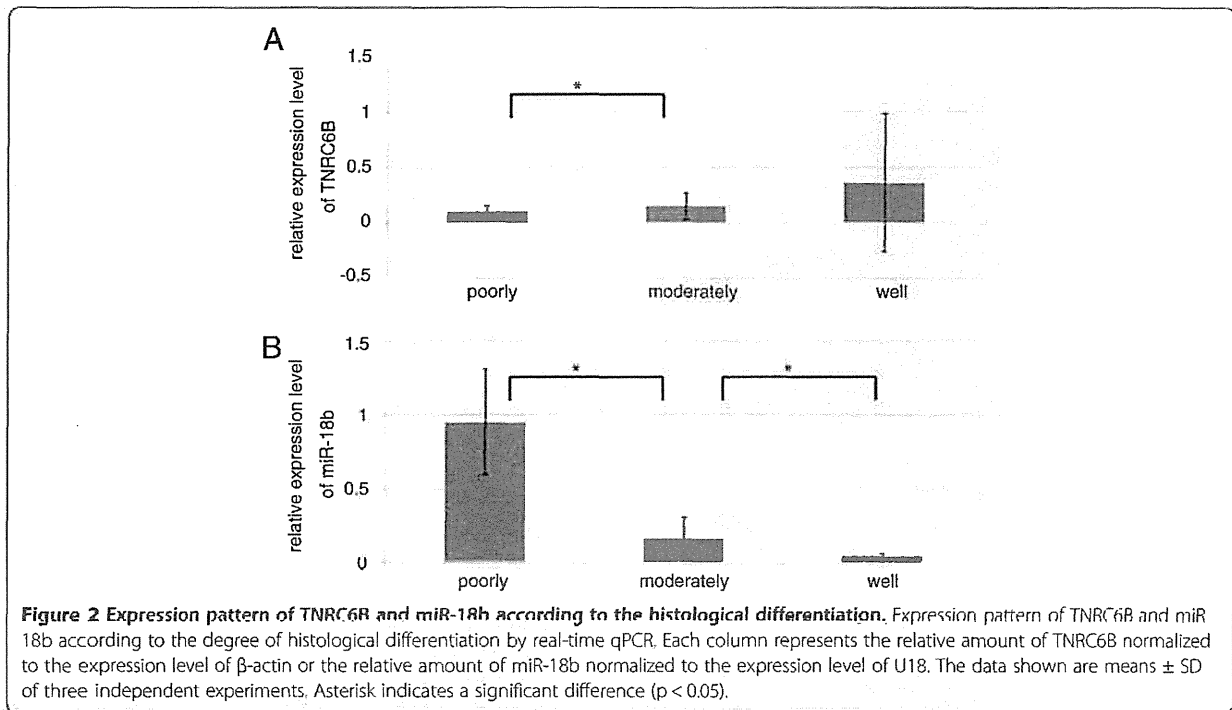 A
relative expression level
of TNRC6B
1.5
1
0.5
0
-0.5
*
poorly
moderately
well
B
relative expression level
of miR-18b
1.5
1
0.5
0
*
*
poorly
moderately
well
Figure 2 Expression pattern of TNRC6B and miR-18b according to the histological differentiation. Expression pattern of TNRC6B and miR
18b according to the degree of histological differentiation by real-time qPCR. Each column represents the relative amount of TNRC6B normalized
to the expression level of β-actin or the relative amount of miR-18b normalized to the expression level of U18. The data shown are means ± SD
of three independent experiments. Asterisk indicates a significant difference (p < 0.05).